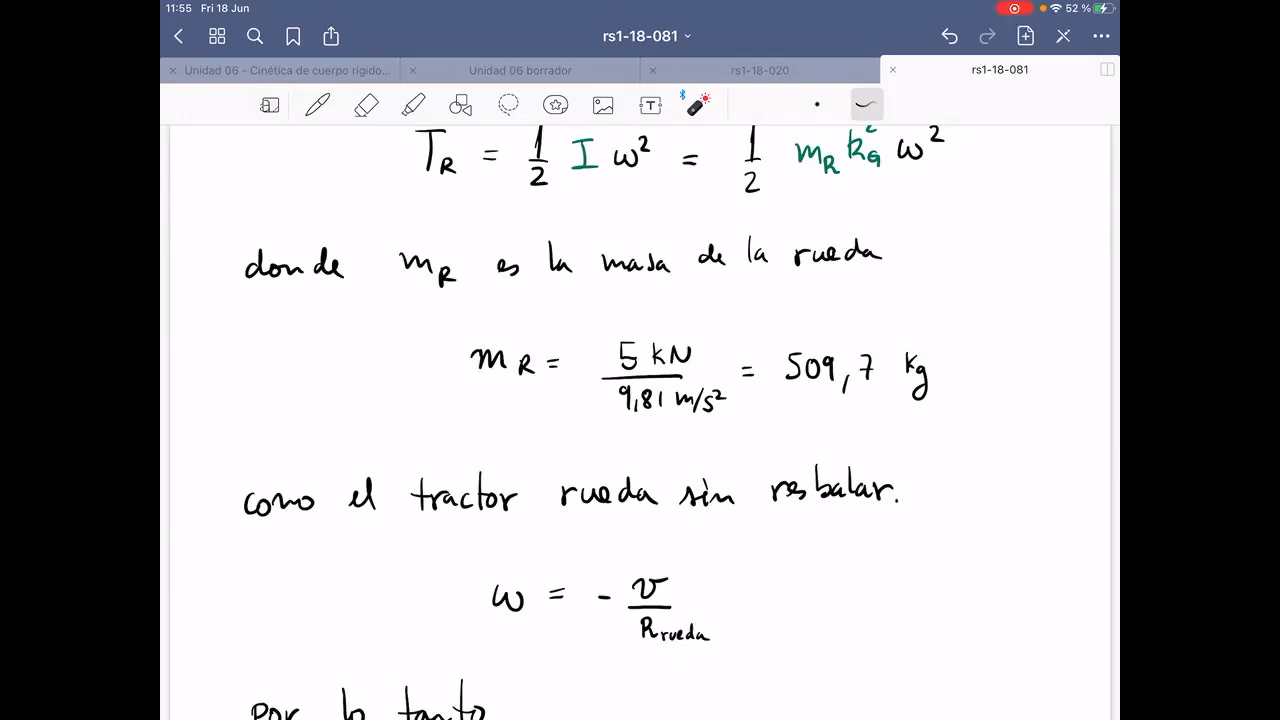 11:55 Fri 18 Jun
52 %
rs1-18-081
Unidad 06 - Cinética de cuerpo rígido...
Unidad 06 borrador
rs1-18-020
rs1-18-081
T_R = 1/2 I ω² = 1/2 m_R k_G² ω²
donde m_R es la masa de la rueda
m_R = 5 kN / 9,81 m/s² = 509,7 kg
como el tractor rueda sin resbalar.
ω = - v / R_rueda
Por lo tanto